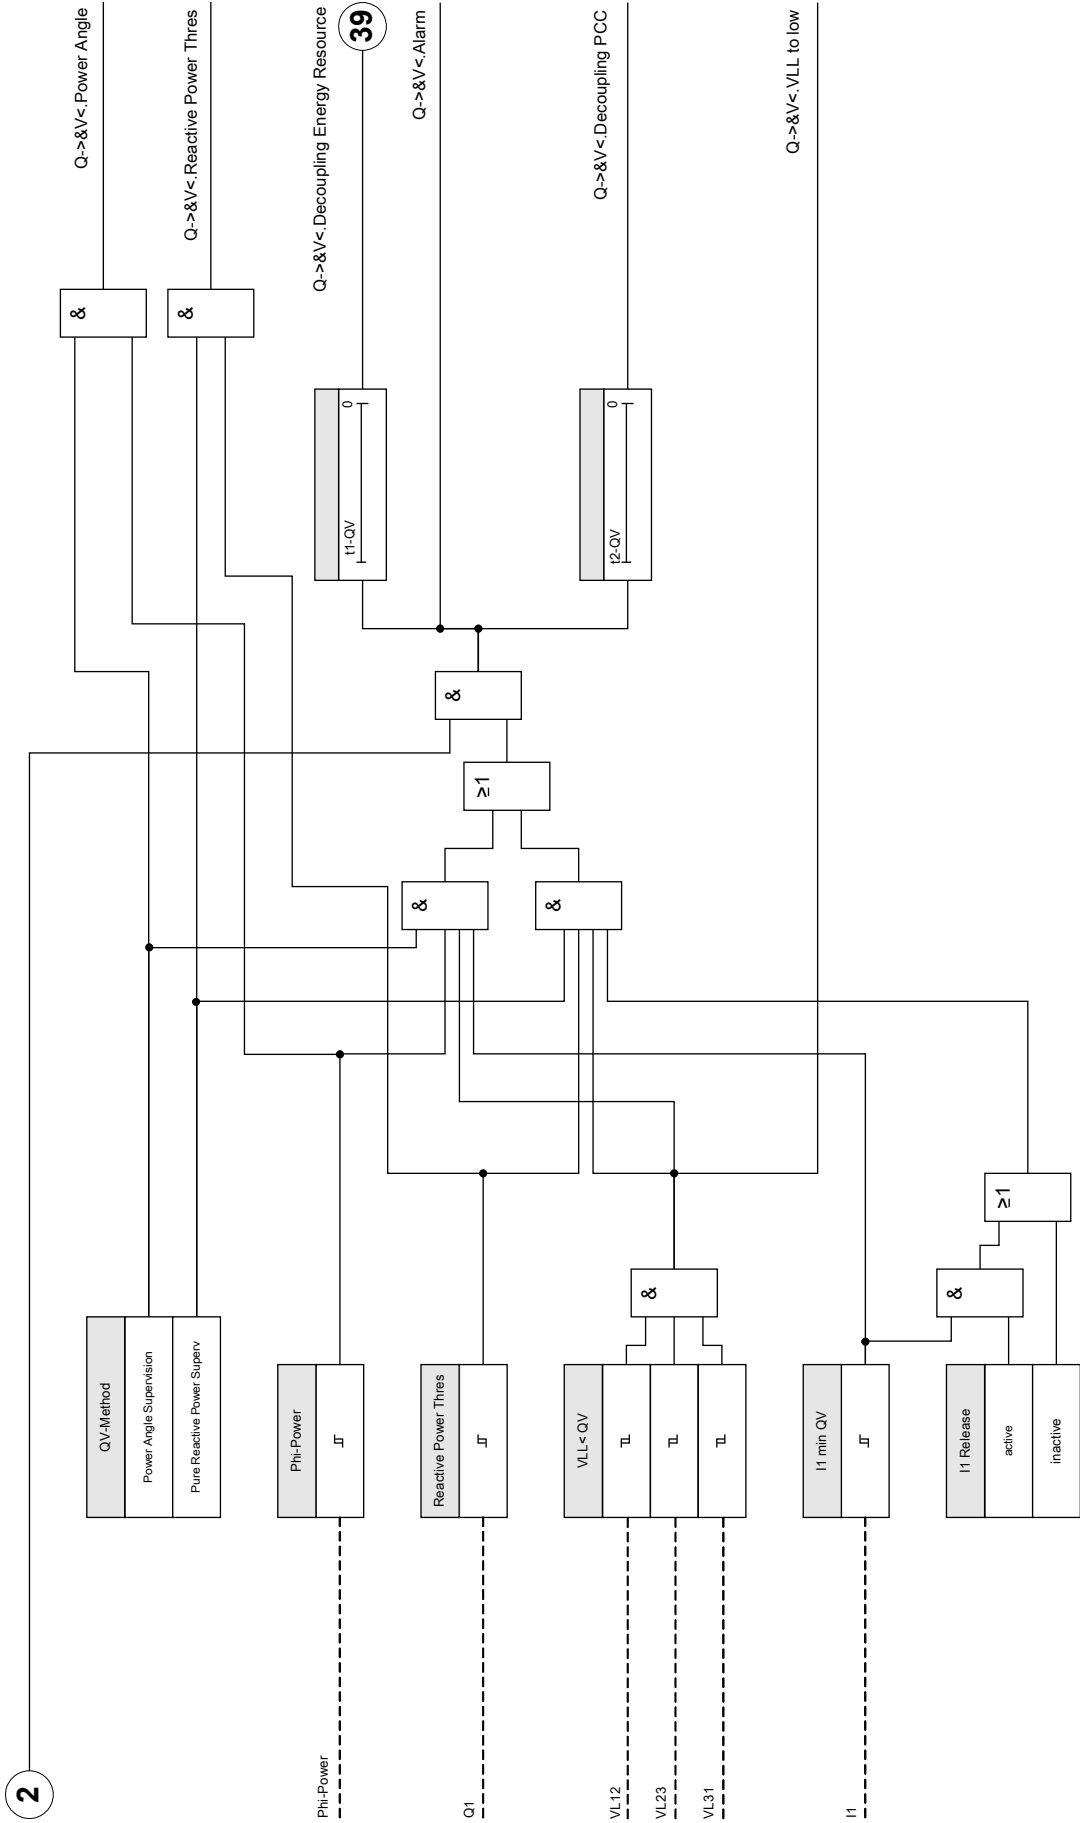 2
Phi-Power
Q1
VL12
VL23
VL31
I1
QV-Method
Power Angle Supervision
Pure Reactive Power Superv
Phi-Power
Reactive Power Thres
VLL< QV
I1 min QV
I1 Release
active
inactive
&
&
≥1
&
&
≥1
&
t1-QV
0
t2-QV
0
&
&
Q->&V<.Power Angle
Q->&V<.Reactive Power Thres
Q->&V<.Decoupling Energy Resource
39
Q->&V<.Alarm
Q->&V<.Decoupling PCC
Q->&V<.VLL to low